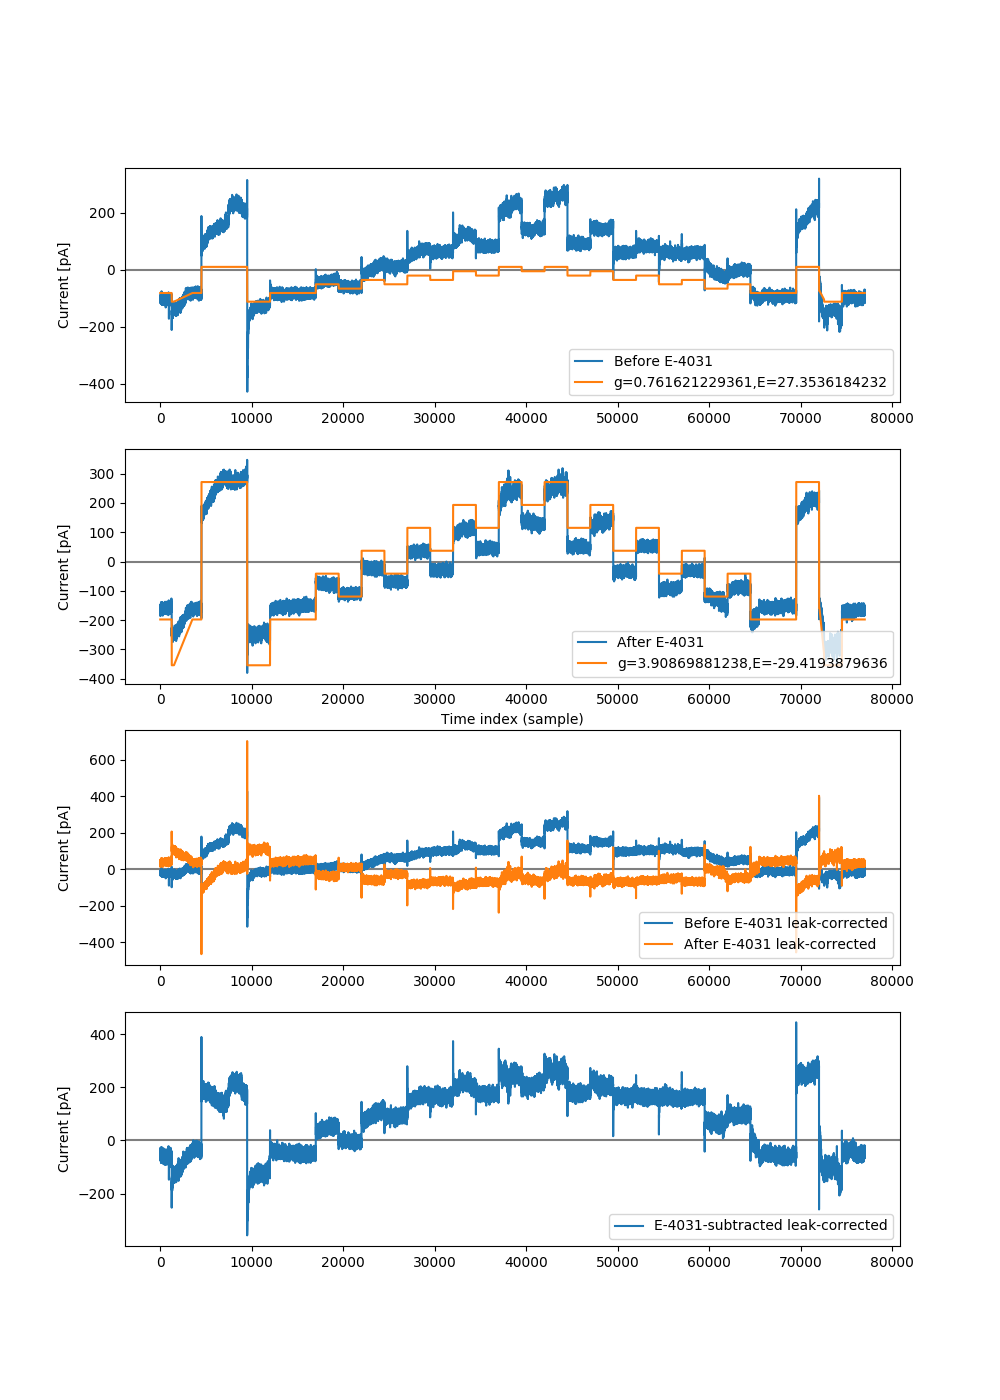 200
0
−200
−400
Current [pA]
Before E-4031
g=0.761621229361,E=27.3536184232
0 10000 20000 30000 40000 50000 60000 70000 80000
300
200
100
0
−100
−200
−300
−400
Current [pA]
After E-4031
g=3.90869881238,E=-29.4193879636
0 10000 20000 30000 40000 50000 60000 70000 80000
Time index (sample)
600
400
200
0
−200
−400
Current [pA]
Before E-4031 leak-corrected
After E-4031 leak-corrected
0 10000 20000 30000 40000 50000 60000 70000 80000
400
200
0
−200
Current [pA]
E-4031-subtracted leak-corrected
0 10000 20000 30000 40000 50000 60000 70000 80000